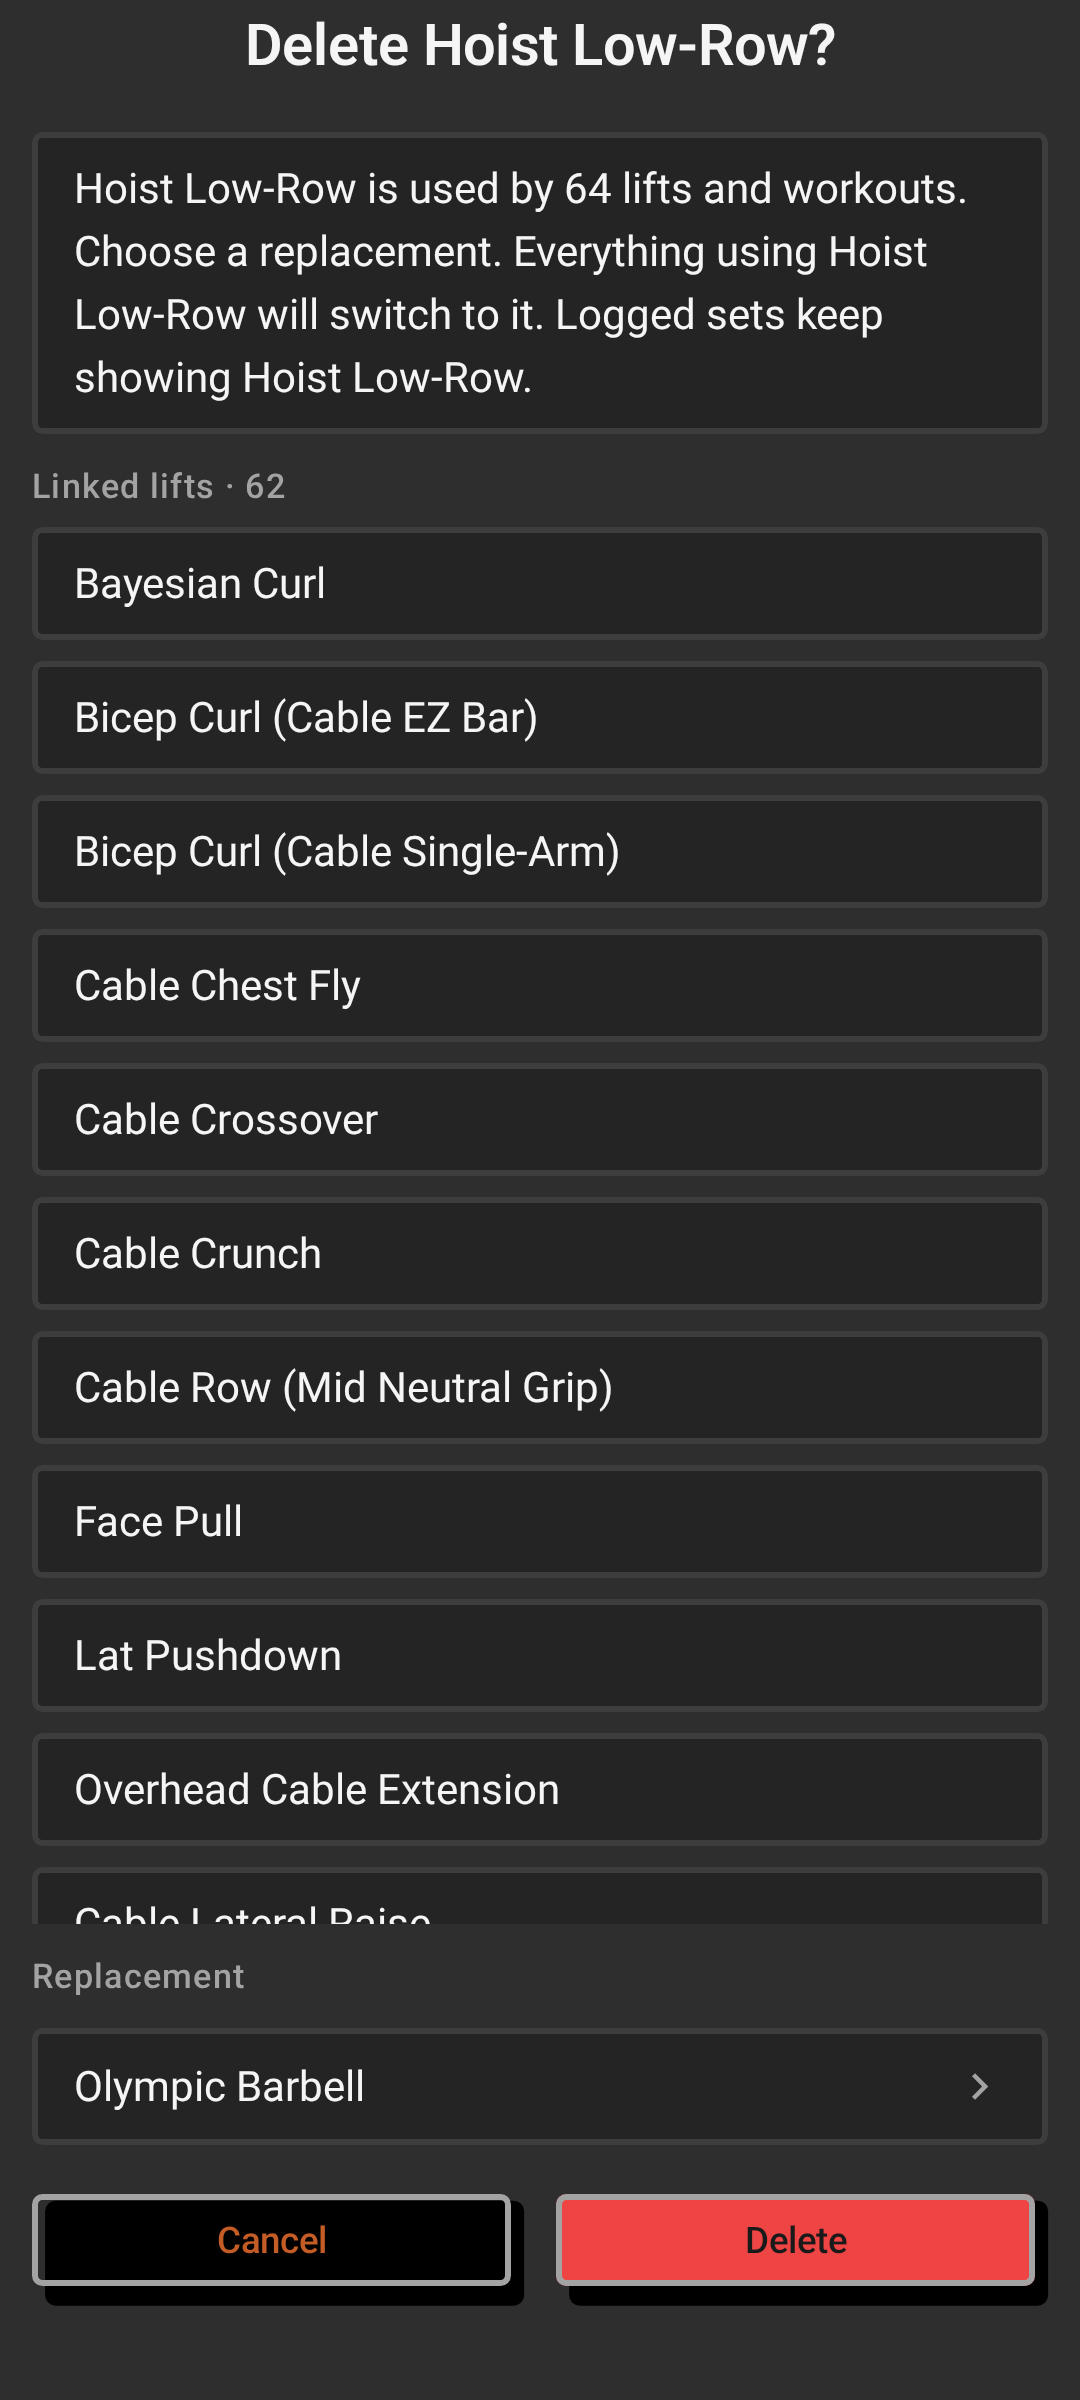 Delete Hoist Low-Row?
Hoist Low-Row is used by 64 lifts and workouts.
Choose a replacement. Everything using Hoist
Low-Row will switch to it. Logged sets keep
showing Hoist Low-Row.
Linked lifts · 62
Bayesian Curl
Bicep Curl (Cable EZ Bar)
Bicep Curl (Cable Single-Arm)
Cable Chest Fly
Cable Crossover
Cable Crunch
Cable Row (Mid Neutral Grip)
Face Pull
Lat Pushdown
Overhead Cable Extension
Cable Lateral Raise
Replacement
Olympic Barbell
Cancel
Delete